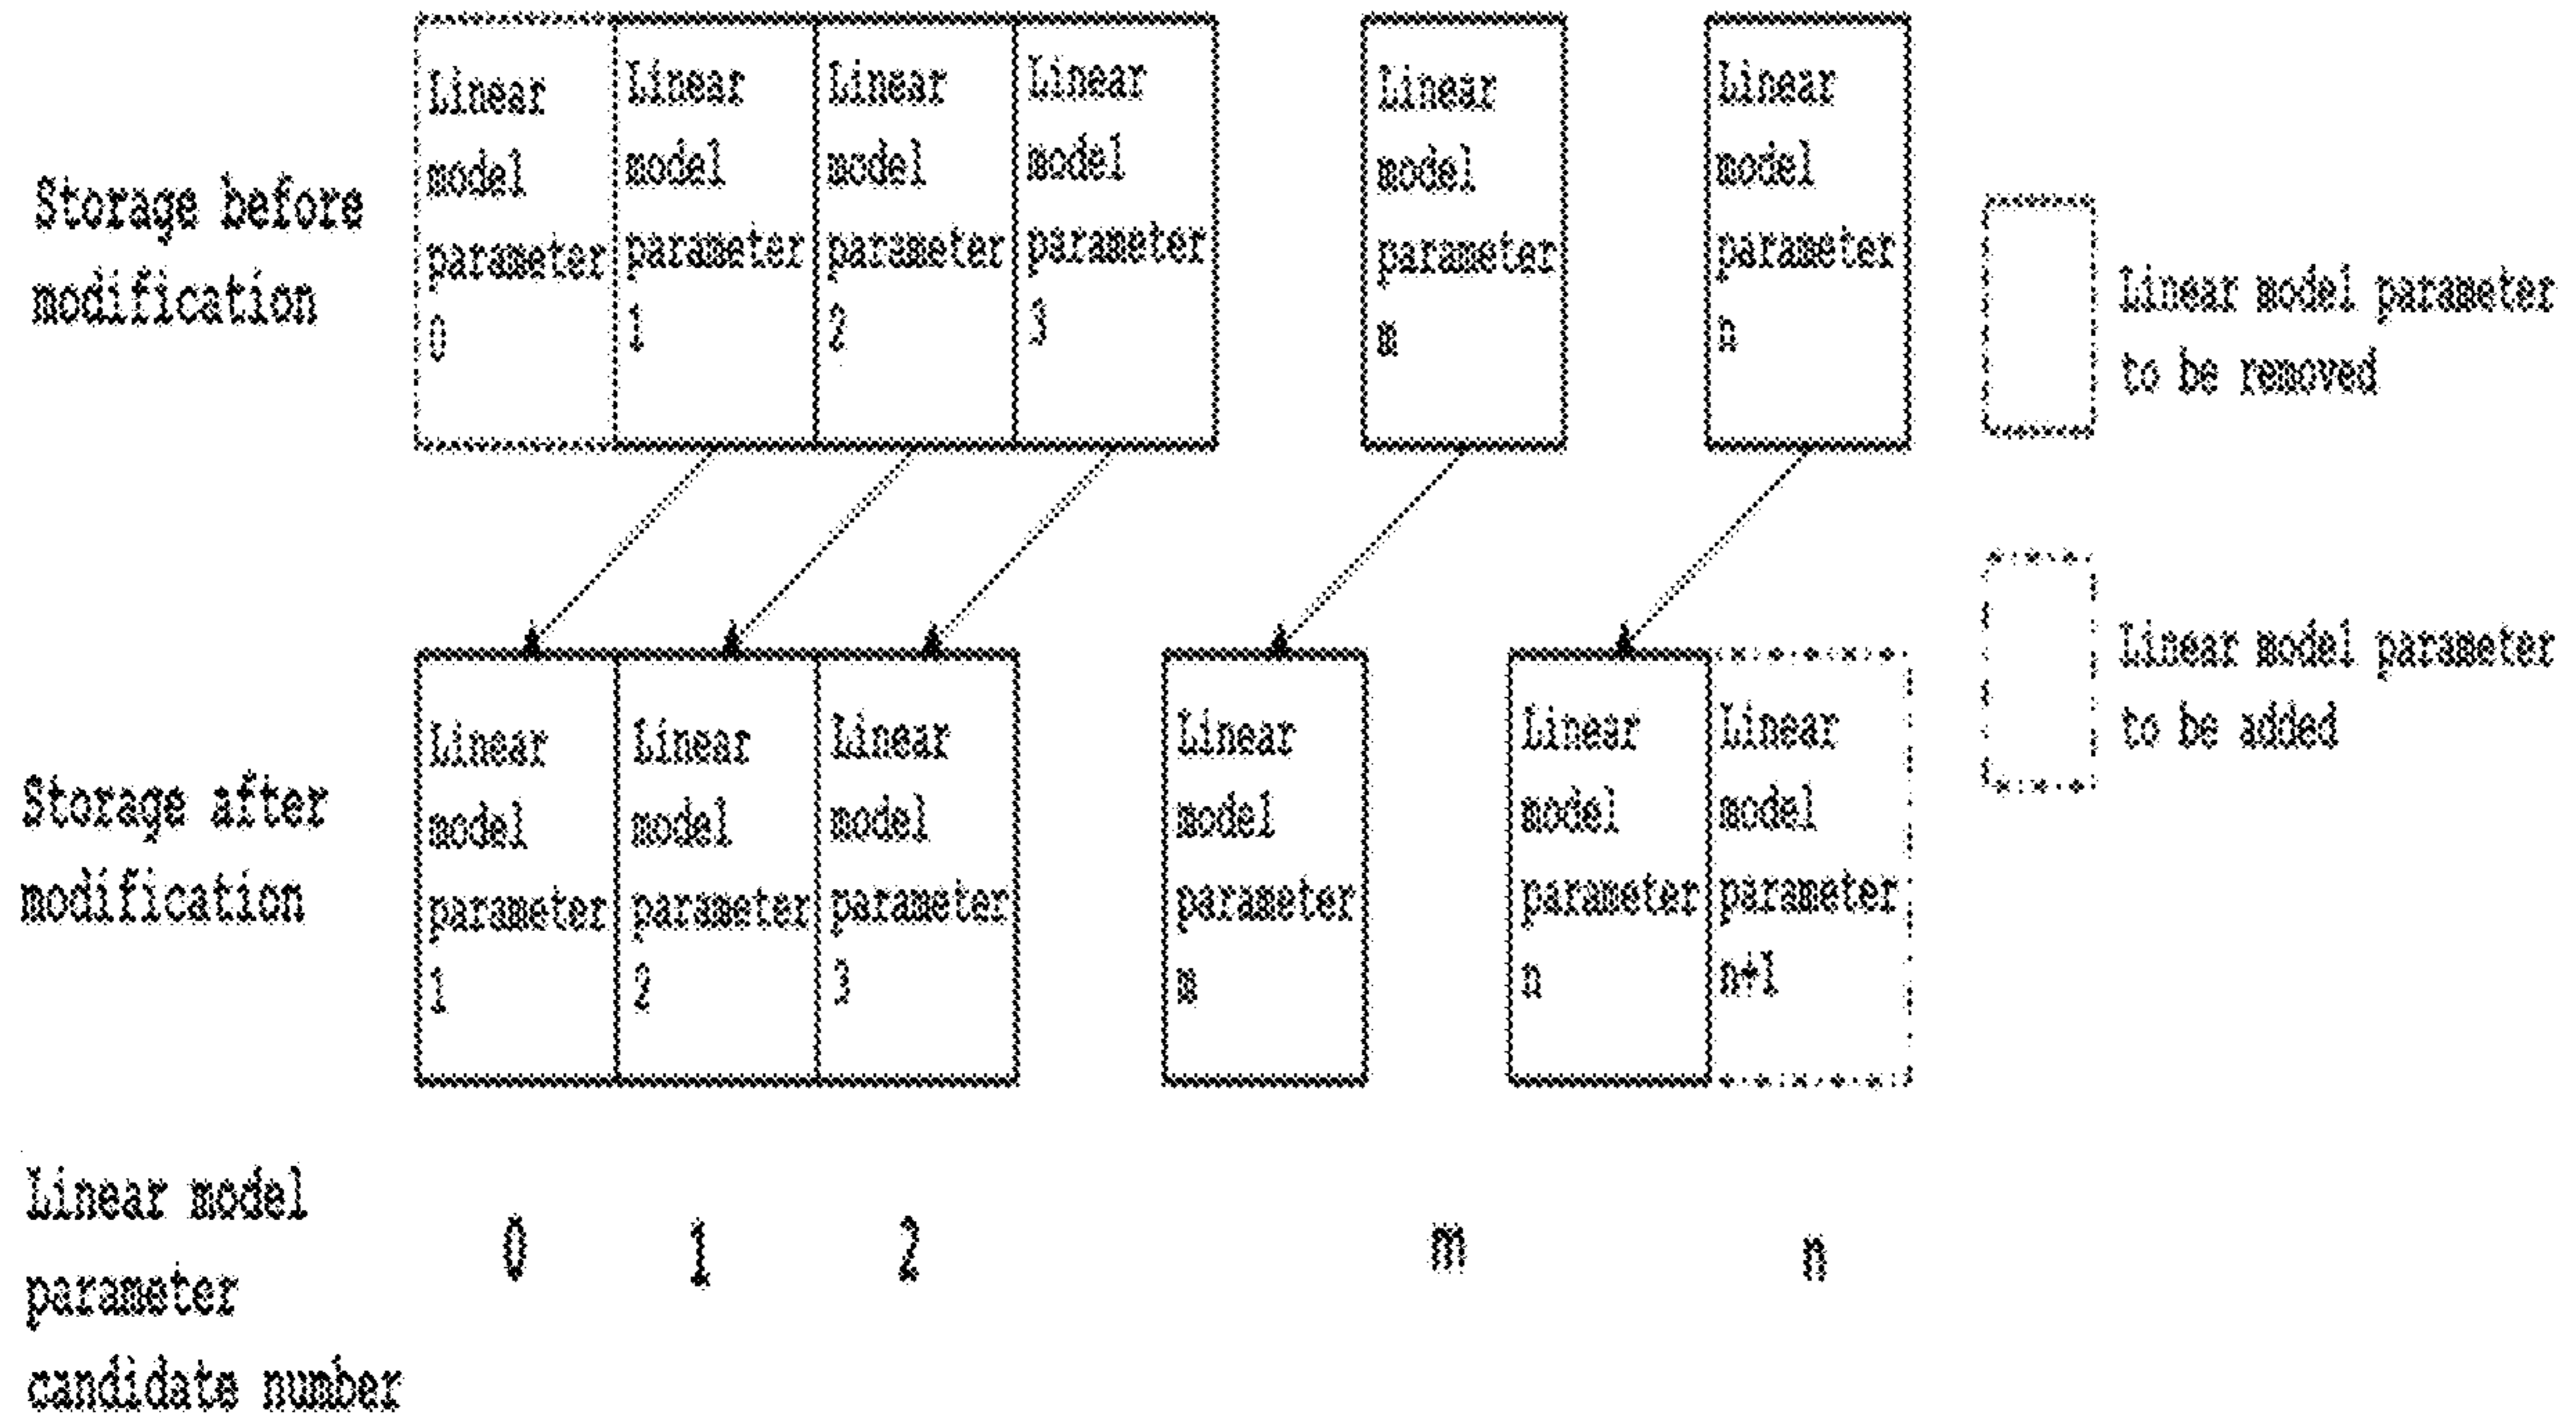 Storage before
modification
Linear
model
parameter
0
Linear
model
parameter
1
Linear
model
parameter
2
Linear
model
parameter
3
Linear
model
parameter
m
Linear
model
parameter
n
Linear model parameter
to be removed
Linear model parameter
to be added
Storage after
modification
Linear
model
parameter
1
Linear
model
parameter
2
Linear
model
parameter
3
Linear
model
parameter
m
Linear
model
parameter
n
Linear
model
parameter
n+1
Linear model
parameter
candidate number
0 1 2 m n